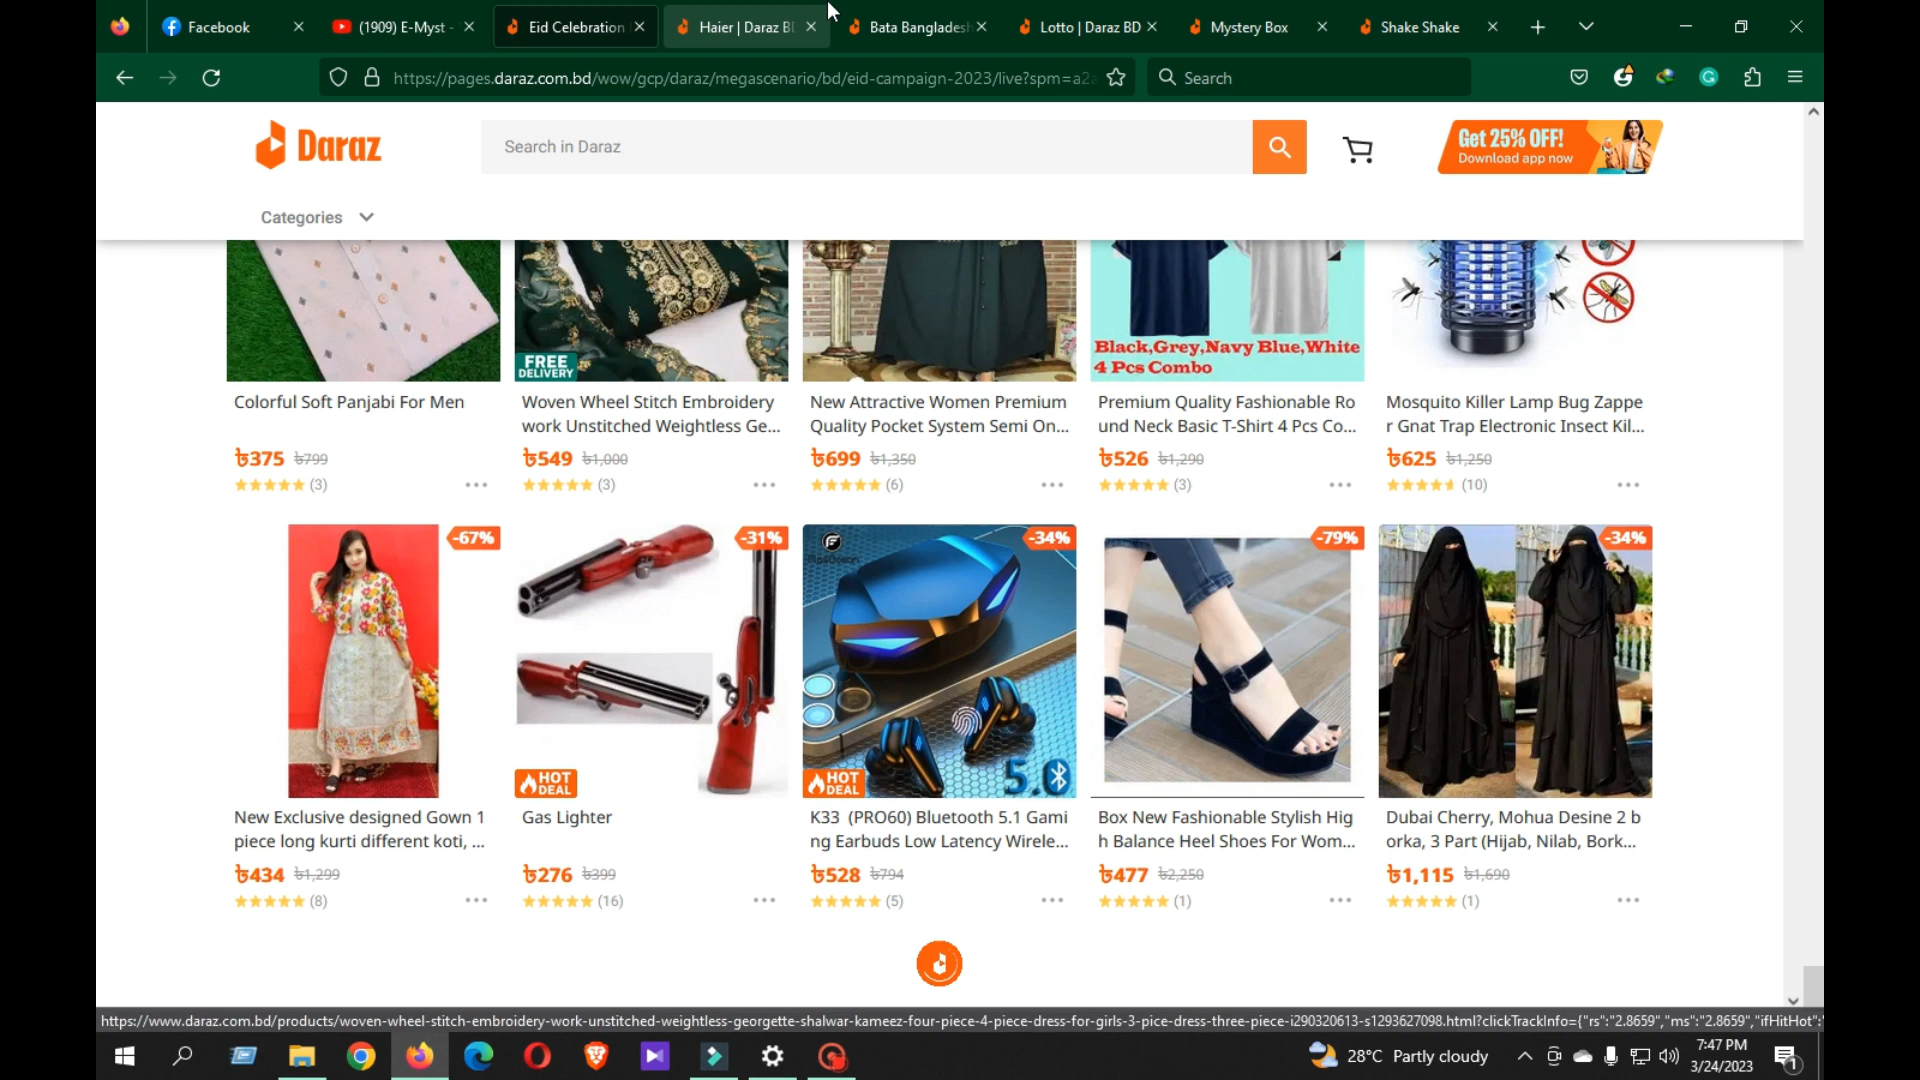 Facebook
(1909) E-Myst -
Eid Celebration
Haier | Daraz B
Bata Bangladesh
Lotto | Daraz BD
Mystery Box
Shake Shake
https://pages.daraz.com.bd/wow/gcp/daraz/megascenario/bd/eid-campaign-2023/live?spm=a2a
Search
Daraz
Search in Daraz
Get 25% OFF!
Download app now
Categories
FREE
DELIVERY
Black,Grey,Navy Blue,White
4 Pcs Combo
Colorful Soft Panjabi For Men
৳375 ৳799
(3)
Woven Wheel Stitch Embroidery
work Unstitched Weightless Ge...
৳549 ৳1,000
(3)
New Attractive Women Premium
Quality Pocket System Semi On...
৳699 ৳1,350
(6)
Premium Quality Fashionable Ro
und Neck Basic T-Shirt 4 Pcs Co...
৳526 ৳1,290
(3)
Mosquito Killer Lamp Bug Zappe
r Gnat Trap Electronic Insect Kil...
৳625 ৳1,250
(10)
-67%
-31%
-34%
-79%
-34%
HOT
DEAL
HOT
DEAL
5.0
New Exclusive designed Gown 1
piece long kurti different koti, ...
৳434 ৳1,299
(8)
Gas Lighter
৳276 ৳399
(16)
K33 (PRO60) Bluetooth 5.1 Gami
ng Earbuds Low Latency Wirele...
৳528 ৳794
(5)
Box New Fashionable Stylish Hig
h Balance Heel Shoes For Wom...
৳477 ৳2,250
(1)
Dubai Cherry, Mohua Desine 2 b
orka, 3 Part (Hijab, Nilab, Bork...
৳1,115 ৳1,690
(1)
https://www.daraz.com.bd/products/woven-wheel-stitch-embroidery-work-unstitched-weightless-georgette-shalwar-kameez-four-piece-4-piece-dress-for-girls-3-pice-dress-three-piece-i290320613-s1293627098.html?clickTrackInfo={"rs":"2.8659","ms":"2.8659","ifHitHot":
28°C Partly cloudy
7:47 PM
3/24/2023
1